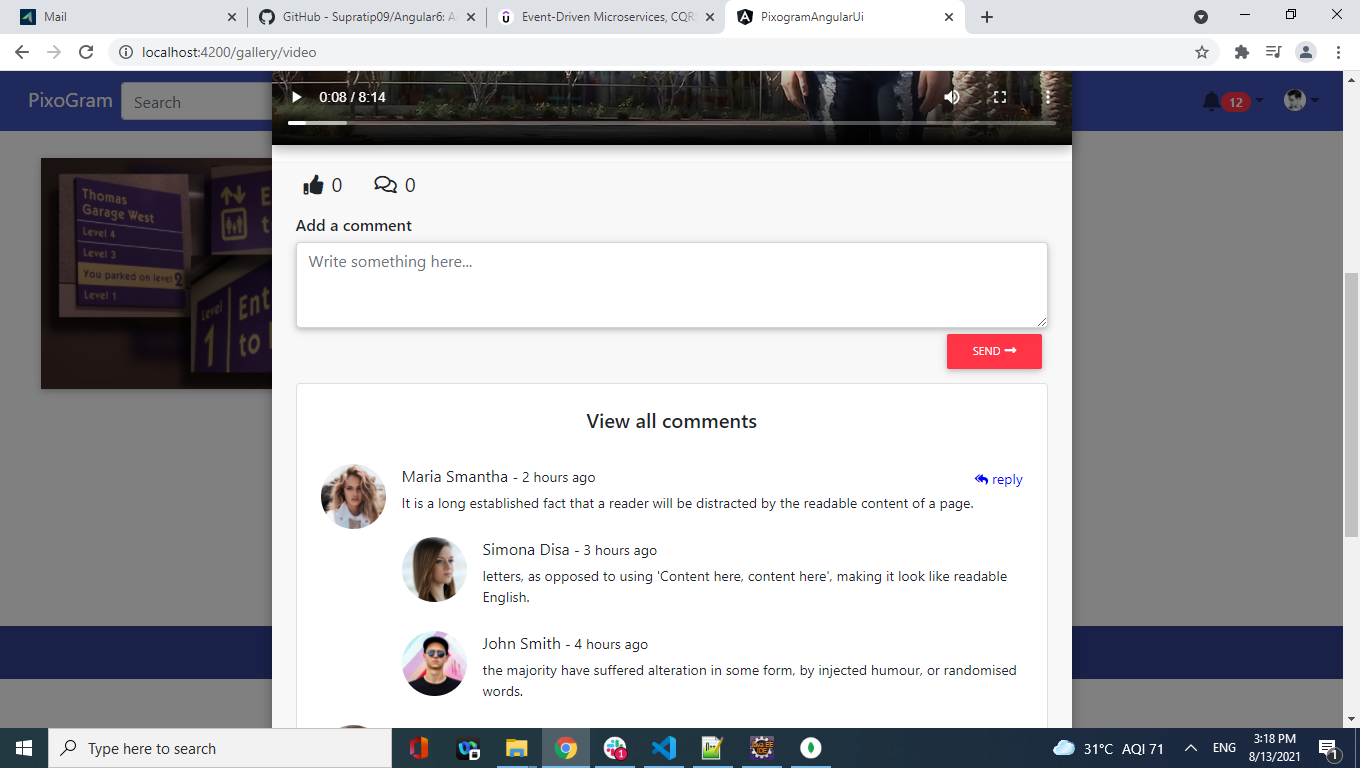 Mail
GitHub - Supratip09/Angular6: A
Event-Driven Microservices, CQR
PixogramAngularUi
localhost:4200/gallery/video
PixoGram
Search
12
0:08 / 8:14
Thomas
Garage West
Level 4
Level 3
You parked on level 2
Level 1
Level
1
Ent
to
0
0
Add a comment
Write something here...
SEND
View all comments
Maria Smantha - 2 hours ago
reply
It is a long established fact that a reader will be distracted by the readable content of a page.
Simona Disa - 3 hours ago
letters, as opposed to using 'Content here, content here', making it look like readable
English.
John Smith - 4 hours ago
the majority have suffered alteration in some form, by injected humour, or randomised
words.
Type here to search
1
31°C AQI 71
ENG
3:18 PM
8/13/2021
1